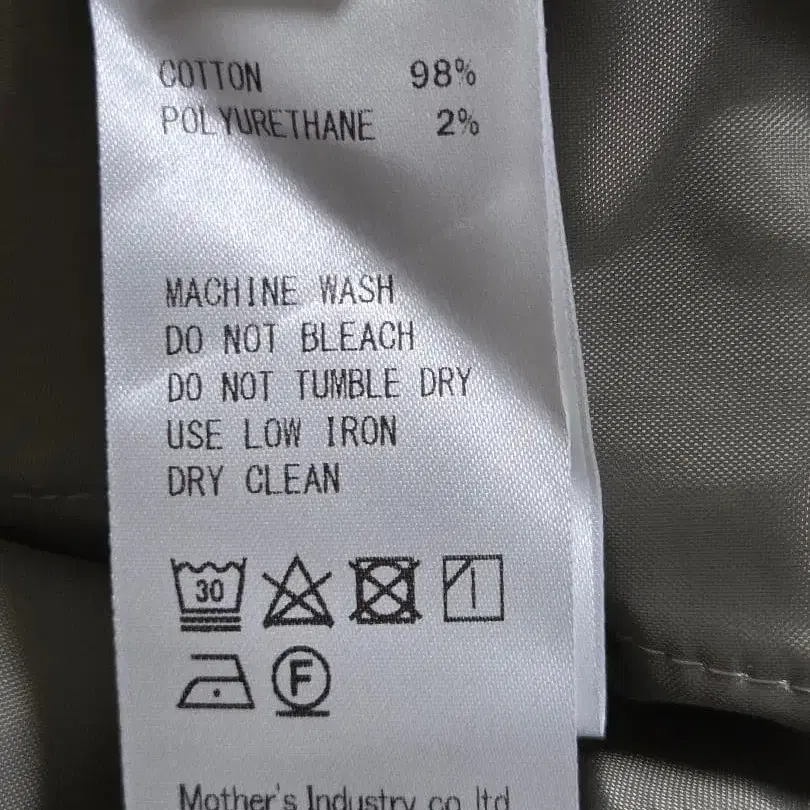 COTTON 98%
POLYURETHANE 2%
MACHINE WASH
DO NOT BLEACH
DO NOT TUMBLE DRY
USE LOW IRON
DRY CLEAN
30
F
Mother's Industry co.,ltd